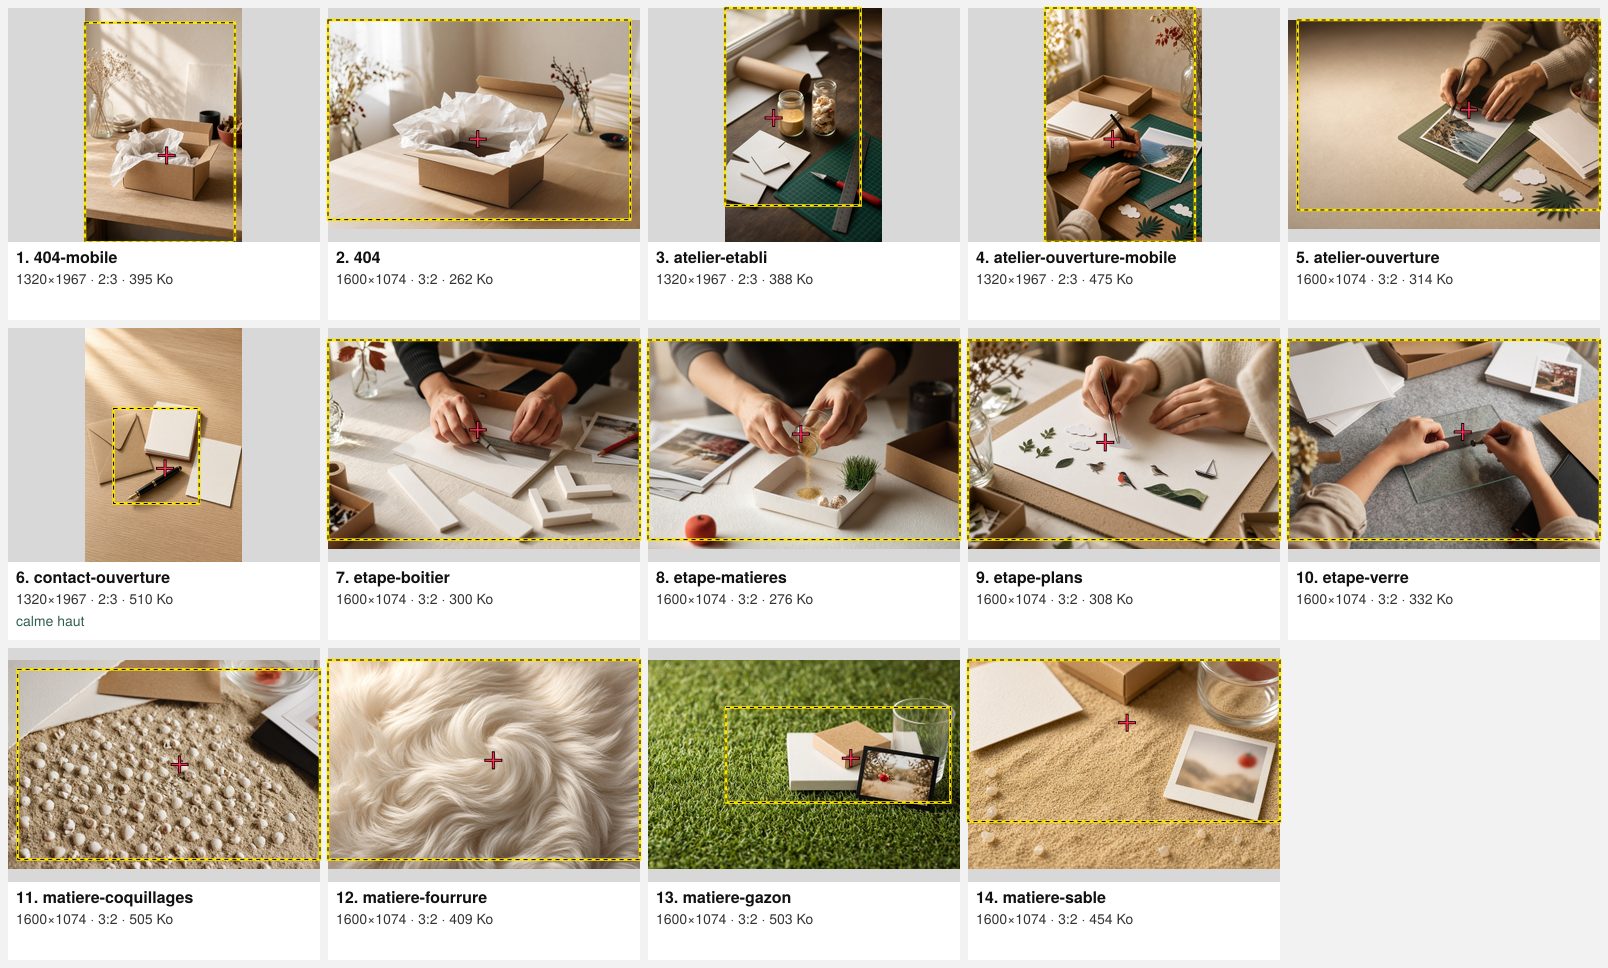 1. 404-mobile
1320×1967 · 2:3 · 395 Ko
2. 404
1600×1074 · 3:2 · 262 Ko
3. atelier-etabli
1320×1967 · 2:3 · 388 Ko
4. atelier-ouverture-mobile
1320×1967 · 2:3 · 475 Ko
5. atelier-ouverture
1600×1074 · 3:2 · 314 Ko
6. contact-ouverture
1320×1967 · 2:3 · 510 Ko
calme haut
7. etape-boitier
1600×1074 · 3:2 · 300 Ko
8. etape-matieres
1600×1074 · 3:2 · 276 Ko
9. etape-plans
1600×1074 · 3:2 · 308 Ko
10. etape-verre
1600×1074 · 3:2 · 332 Ko
11. matiere-coquillages
1600×1074 · 3:2 · 505 Ko
12. matiere-fourrure
1600×1074 · 3:2 · 409 Ko
13. matiere-gazon
1600×1074 · 3:2 · 503 Ko
14. matiere-sable
1600×1074 · 3:2 · 454 Ko